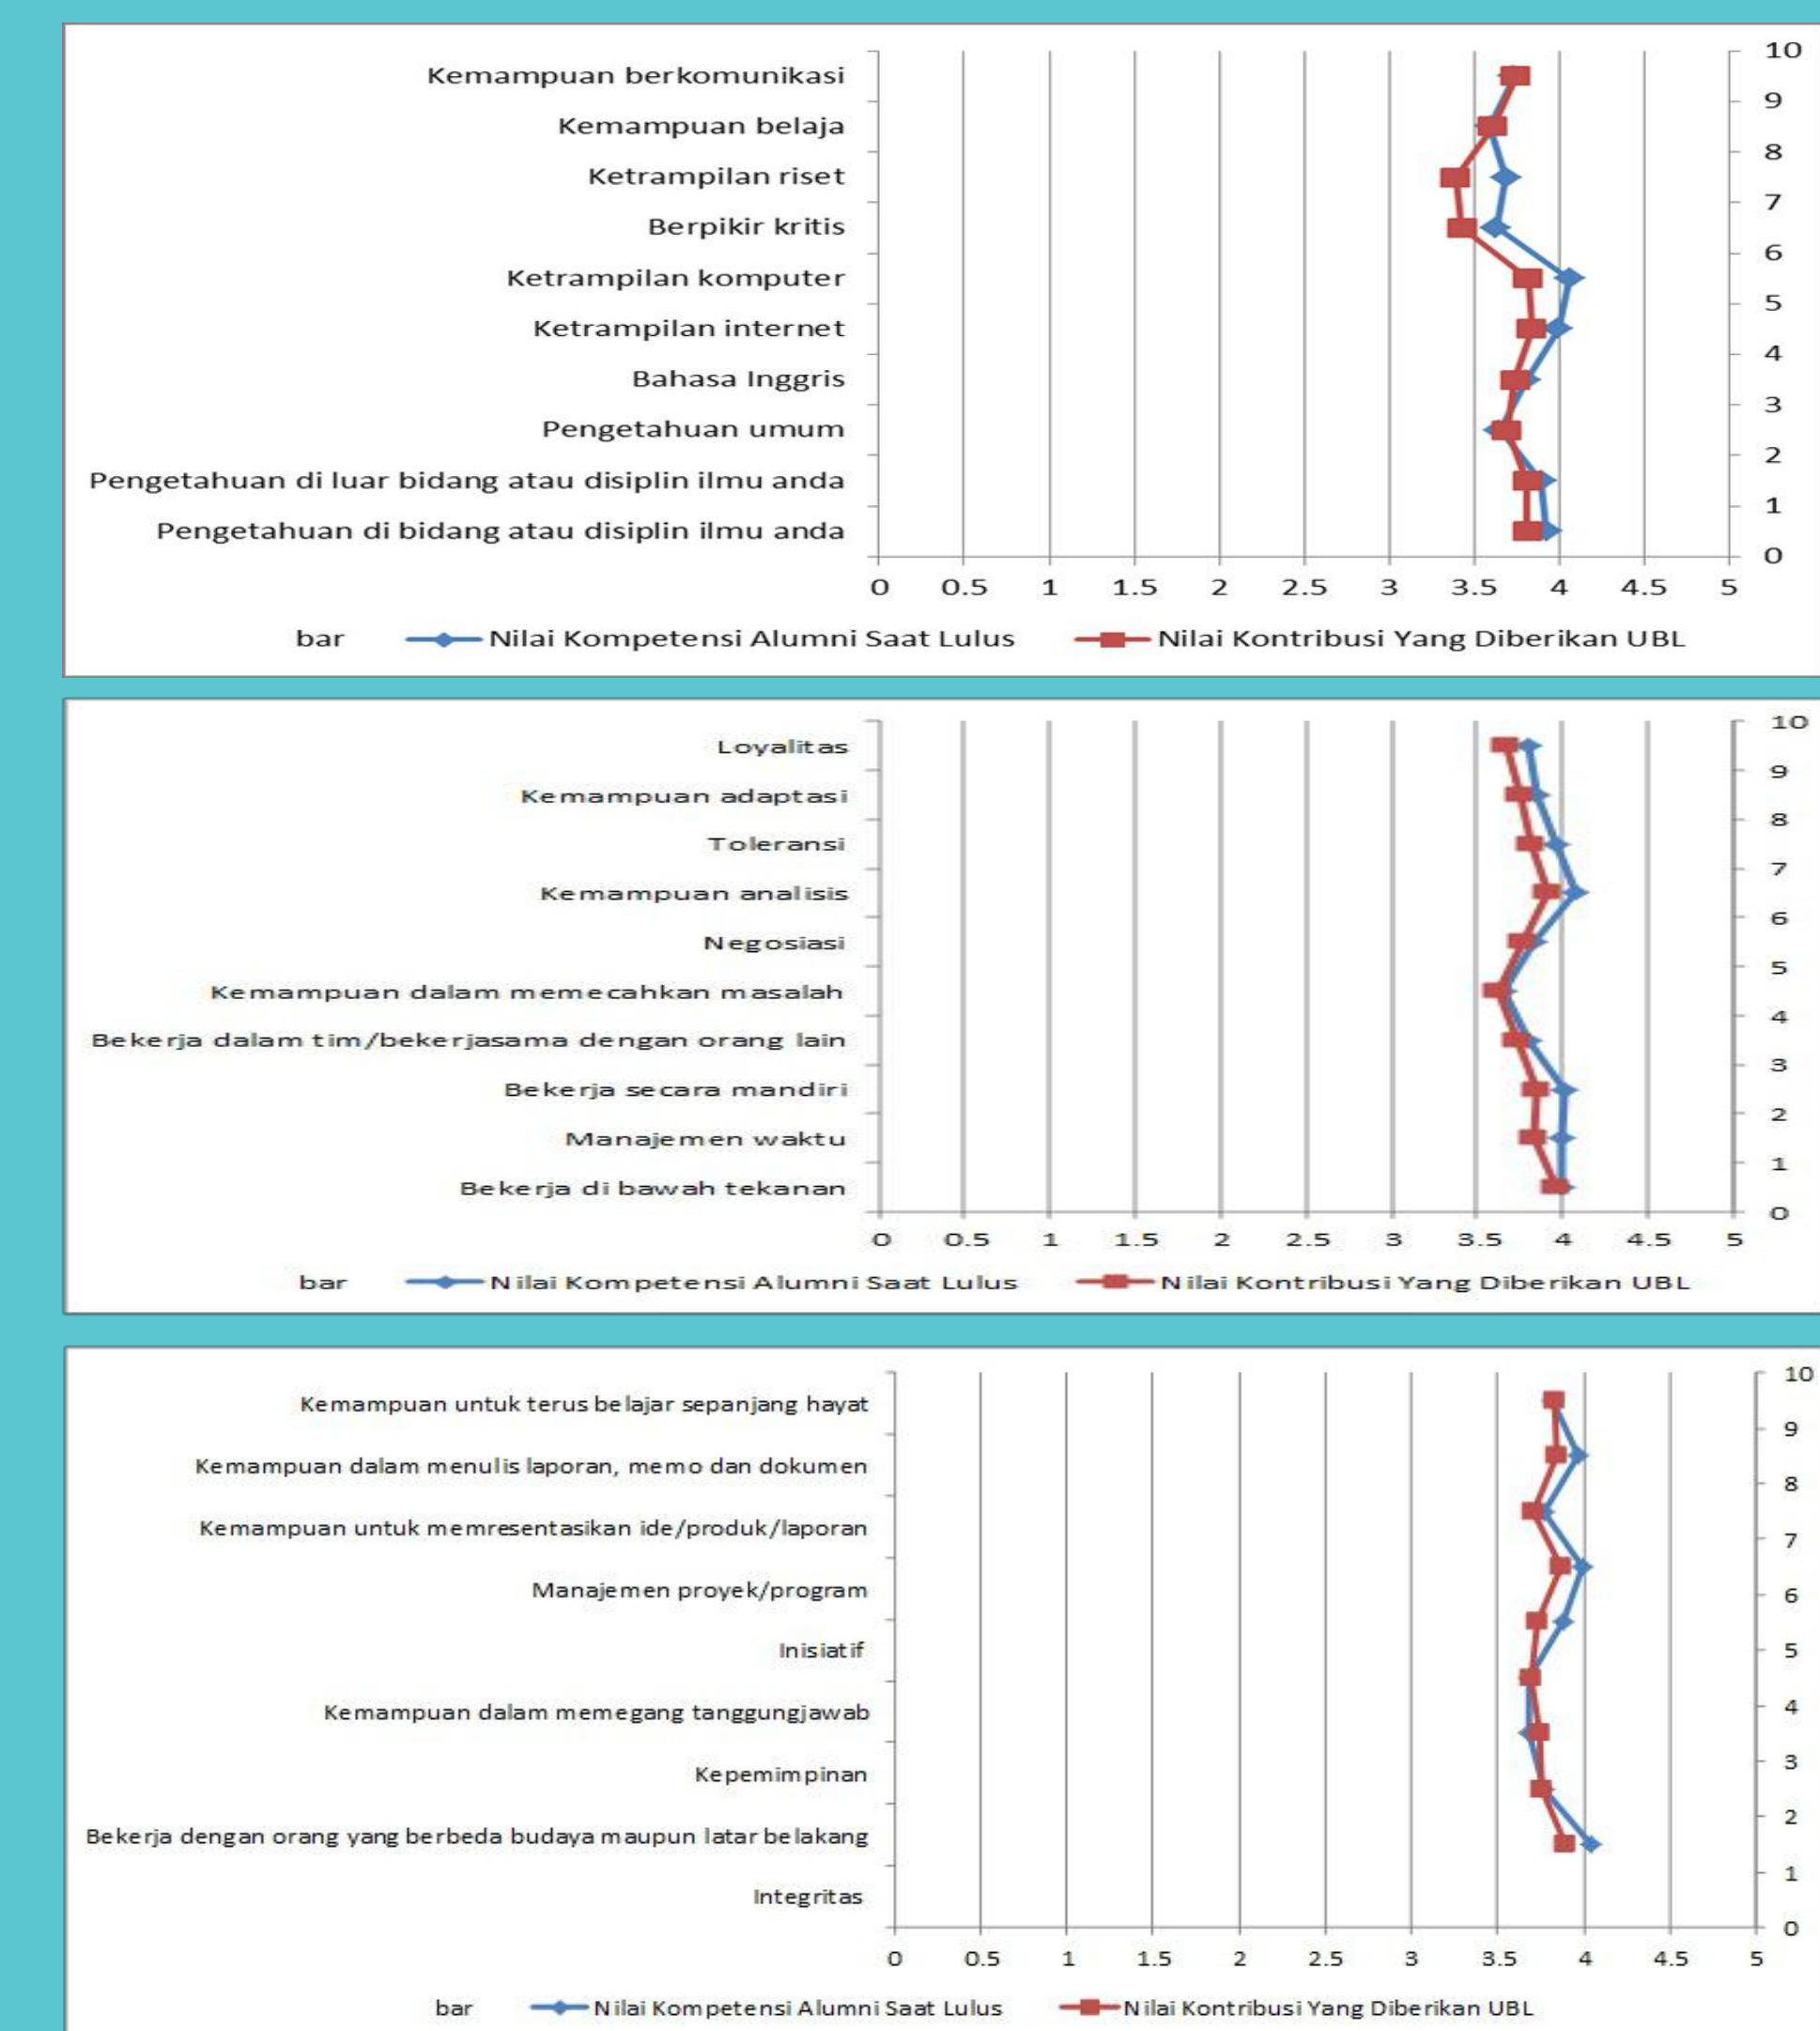 10
Kemampuan berkomunikasi
9
Kemampuan belaja
8
Ketrampilan riset
7
Berpikir kritis
6
Ketrampilan komputer
5
Ketrampilan internet
4
Bahasa Inggris
3
Pengetahuan umum
2
Pengetahuan di luar bidang atau disiplin ilmu anda
1
Pengetahuan di bidang atau disiplin ilmu anda
0
0 0.5 1 1.5 2 2.5 3 3.5 4 4.5 5
bar Nilai Kompetensi Alumni Saat Lulus Nilai Kontribusi Yang Diberikan UBL
10
Loyalitas
9
Kemampuan adaptasi
8
Toleransi
7
Kemampuan analisis
6
Negosiasi
5
Kemampuan dalam memecahkan masalah
4
Bekerja dalam tim/bekerjasama dengan orang lain
3
Bekerja secara mandiri
2
Manajemen waktu
1
Bekerja di bawah tekanan
0
0 0.5 1 1.5 2 2.5 3 3.5 4 4.5 5
bar Nilai Kompetensi Alumni Saat Lulus Nilai Kontribusi Yang Diberikan UBL
10
Kemampuan untuk terus belajar sepanjang hayat
9
Kemampuan dalam menulis laporan, memo dan dokumen
8
Kemampuan untuk memresentasikan ide/produk/laporan
7
Manajemen proyek/program
6
Inisiatif
5
Kemampuan dalam memegang tanggungjawab
4
Kepemimpinan
3
Bekerja dengan orang yang berbeda budaya maupun latar belakang
2
Integritas
1
0
0 0.5 1 1.5 2 2.5 3 3.5 4 4.5 5
bar Nilai Kompetensi Alumni Saat Lulus Nilai Kontribusi Yang Diberikan UBL